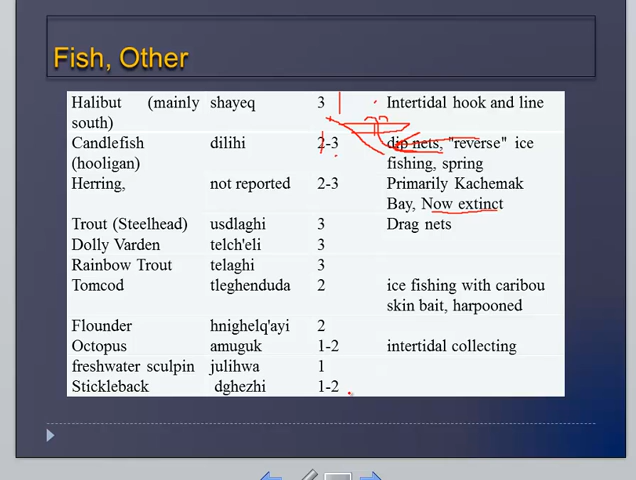 Fish, Other
Halibut (mainly south) shayeq 3 Intertidal hook and line
Candlefish (hooligan) dilihi 2-3 dip nets, "reverse" ice fishing, spring
Herring, not reported 2-3 Primarily Kachemak Bay, Now extinct
Trout (Steelhead) usdlaghi 3 Drag nets
Dolly Varden telch'eli 3
Rainbow Trout telaghi 3
Tomcod tleghenduda 2 ice fishing with caribou skin bait, harpooned
Flounder hnighelq'ayi 2
Octopus amuguk 1-2 intertidal collecting
freshwater sculpin julihwa 1
Stickleback dghezhi 1-2